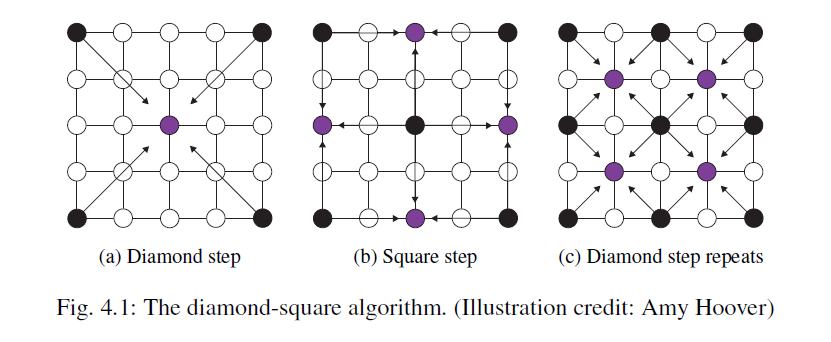 (a) Diamond step
(b) Square step
(c) Diamond step repeats
Fig. 4.1: The diamond-square algorithm. (Illustration credit: Amy Hoover)